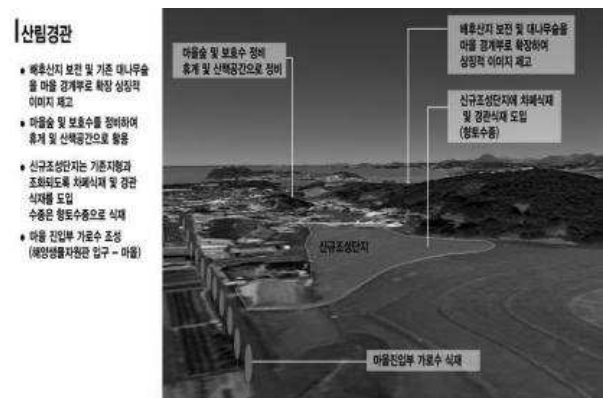 산림경관
• 배후산지 보전 및 기존 대나무숲
을 마을 경계부로 확장 상징적
이미지 제고
• 마을숲 및 보호수를 정비하여
휴게 및 산책공간으로 활용
• 신규조성단지는 기존지형과
조화되도록 차폐식재 및 경관
식재를 도입
수종은 향토수종으로 식재
• 마을 진입부 가로수 조성
(해양생물자원관 입구 - 마을)
마을숲 및 보호수 정비
휴게 및 산책공간으로 정비
배후산지 보전 및 대나무숲을
마을 경계부로 확장하여
상징적 이미지 제고
신규조성단지에 차폐식재
및 경관식재 도입
(향토수종)
신규조성단지
마을진입부 가로수 식재